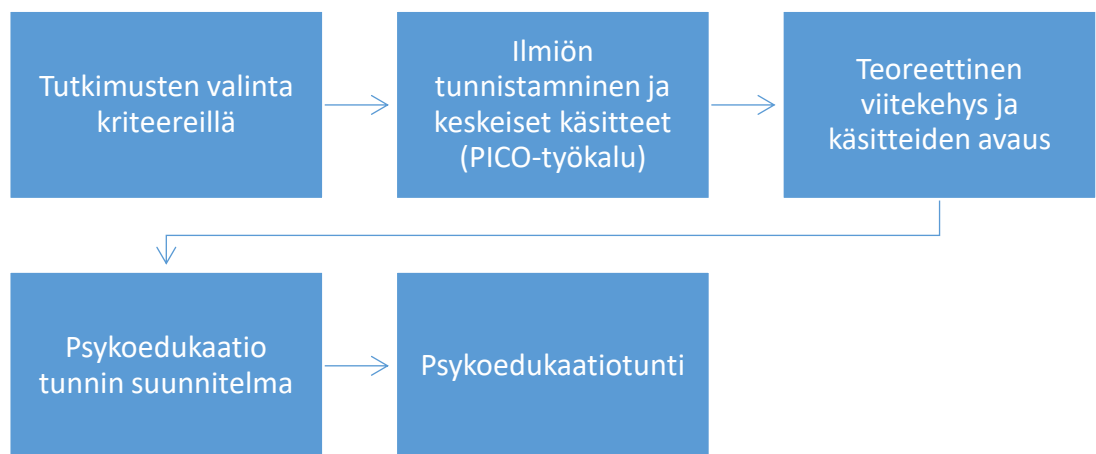 Tutkimusten valinta
kriteereillä
Ilmiön
tunnistamninen ja
keskeiset käsitteet
(PICO-työkalu)
Teoreettinen
viitekehys ja
käsitteiden avaus
Psykoedukaatio
tunnin suunnitelma
Psykoedukaatiotunti